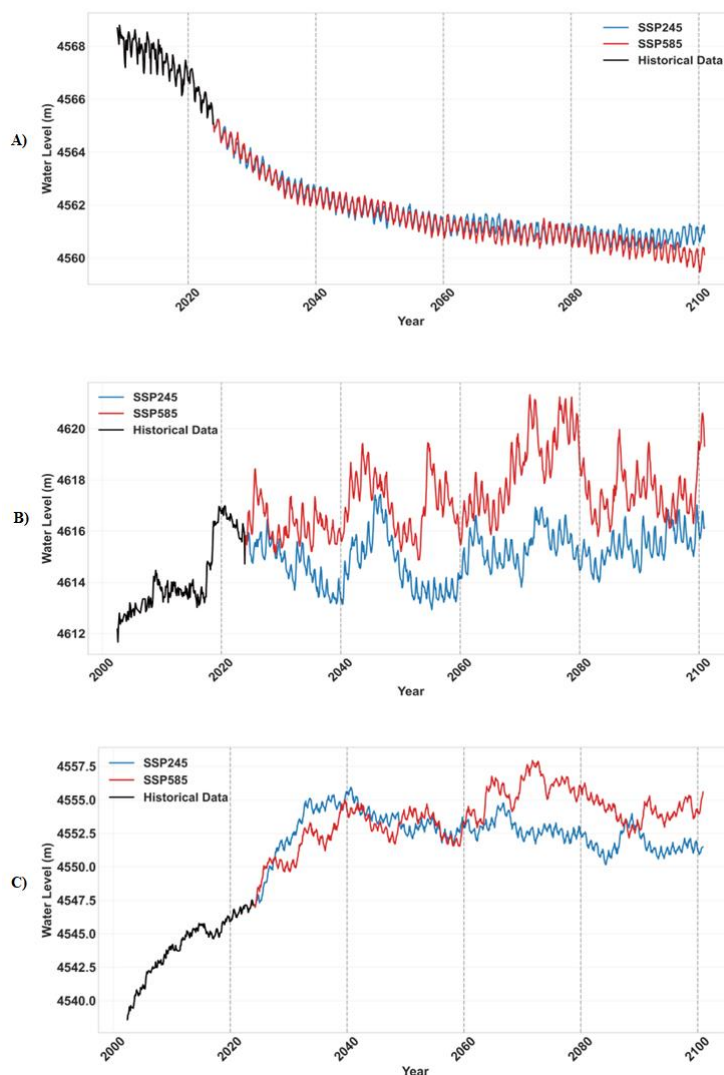 A)
Water Level (m)
4568
4566
4564
4561
4560
SSP245
SSP585
Historical Data
2020
2040
2060
2080
2100
Year
B)
Water Level (m)
4620
4618
4616
4614
4612
SSP245
SSP585
Historical Data
2000
2020
2040
2060
2080
2100
Year
C)
Water Level (m)
4557.5
4555.0
4552.5
4550.0
4547.5
4545.0
4542.5
4540.0
SSP245
SSP585
Historical Data
2000
2020
2040
2060
2080
2100
Year